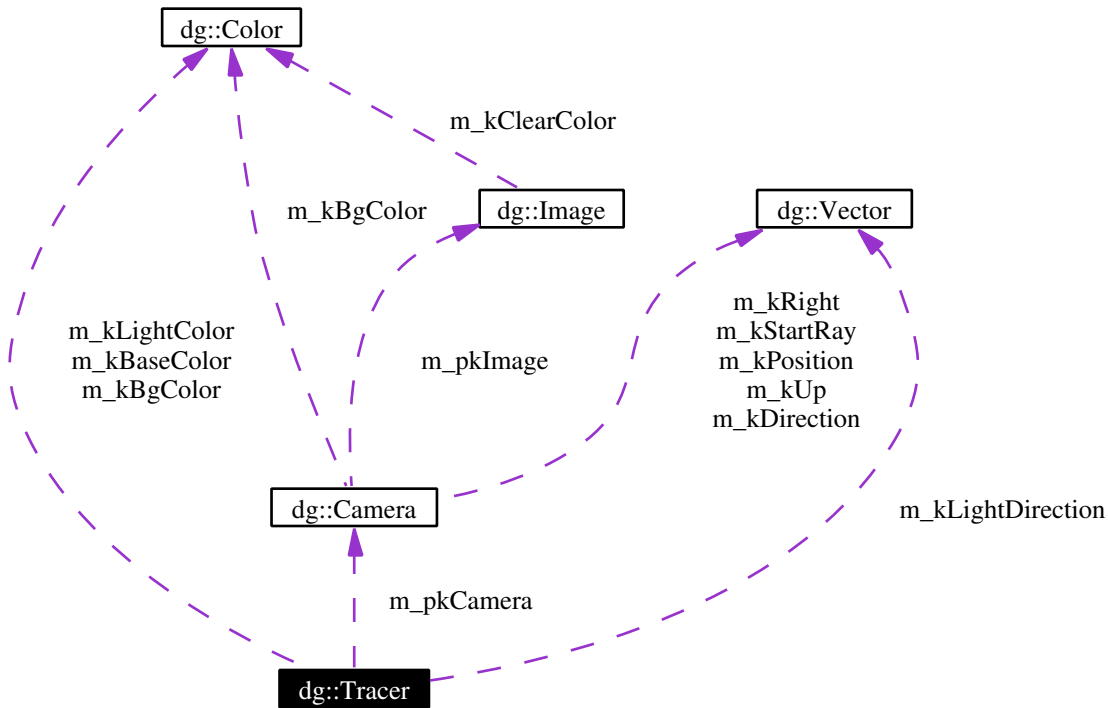 dg::Color
m_kClearColor
m_kBgColor
dg::Image
dg::Vector
m_kLightColor
m_kBaseColor
m_kBgColor
m_pkImage
m_kRight
m_kStartRay
m_kPosition
m_kUp
m_kDirection
dg::Camera
m_kLightDirection
m_pkCamera
dg::Tracer